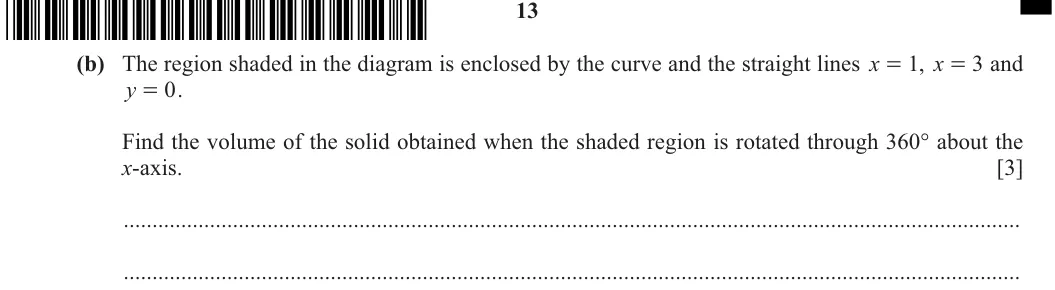 13
(b) The region shaded in the diagram is enclosed by the curve and the straight lines x = 1, x = 3 and
y = 0.
Find the volume of the solid obtained when the shaded region is rotated through 360° about the
x-axis. [3]
................................................................................
................................................................................